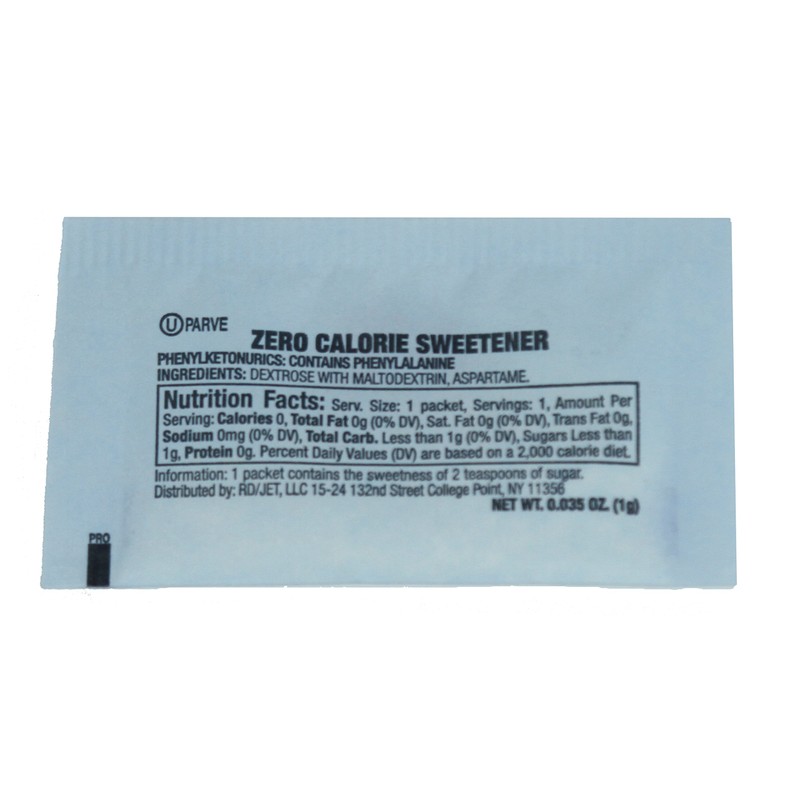 Ⓤ PARVE
ZERO CALORIE SWEETENER
PHENYLKETONURICS: CONTAINS PHENYLALANINE
INGREDIENTS: DEXTROSE WITH MALTODEXTRIN, ASPARTAME.
Nutrition Facts: Serv. Size: 1 packet, Servings: 1, Amount Per
Serving: Calories 0, Total Fat 0g (0% DV), Sat. Fat 0g (0% DV), Trans Fat 0g,
Sodium 0mg (0% DV), Total Carb. Less than 1g (0% DV), Sugars Less than
1g, Protein 0g. Percent Daily Values (DV) are based on a 2,000 calorie diet.
Information: 1 packet contains the sweetness of 2 teaspoons of sugar.
Distributed by: RD/JET, LLC 15-24 132nd Street College Point, NY 11356
NET WT. 0.035 OZ. (1g)
PRO